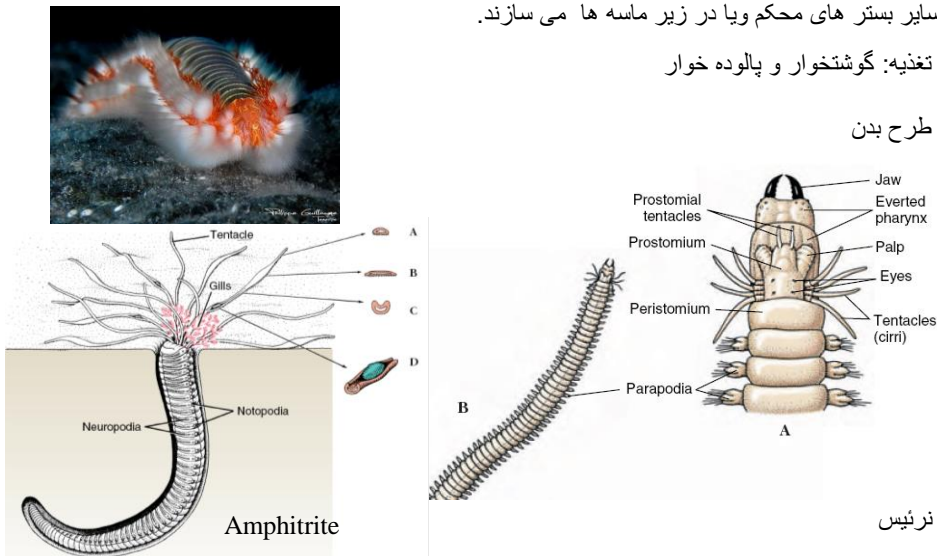 سایر بستر های محکم ویا در زیر ماسه ها می سازند.
تغذیه: گوشتخوار و پالوده خوار
طرح بدن
Jaw
Everted
pharynx
Palp
Eyes
Tentacles
(cirri)
Prostomial
tentacles
Prostomium
Peristomium
Parapodia
A
B
Tentacle
Gills
A
B
C
D
Notopodia
Neuropodia
Amphitrite
نرئیس